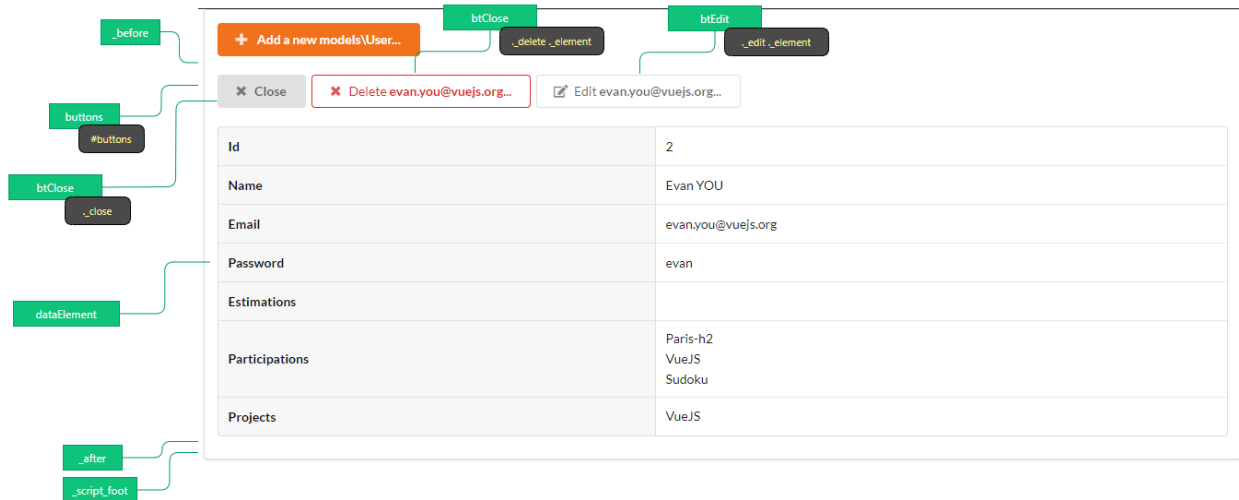 btClose
btEdit
_before
Add a new models\User...
._delete ._element
._edit ._element
Close
Delete evan.you@vuejs.org...
Edit evan.you@vuejs.org...
buttons
#buttons
Id
2
btClose
Name
Evan YOU
._close
Email
evan.you@vuejs.org
Password
evan
Estimations
dataElement
Participations
Paris-h2
VueJS
Sudoku
Projects
VueJS
_after
_script_foot